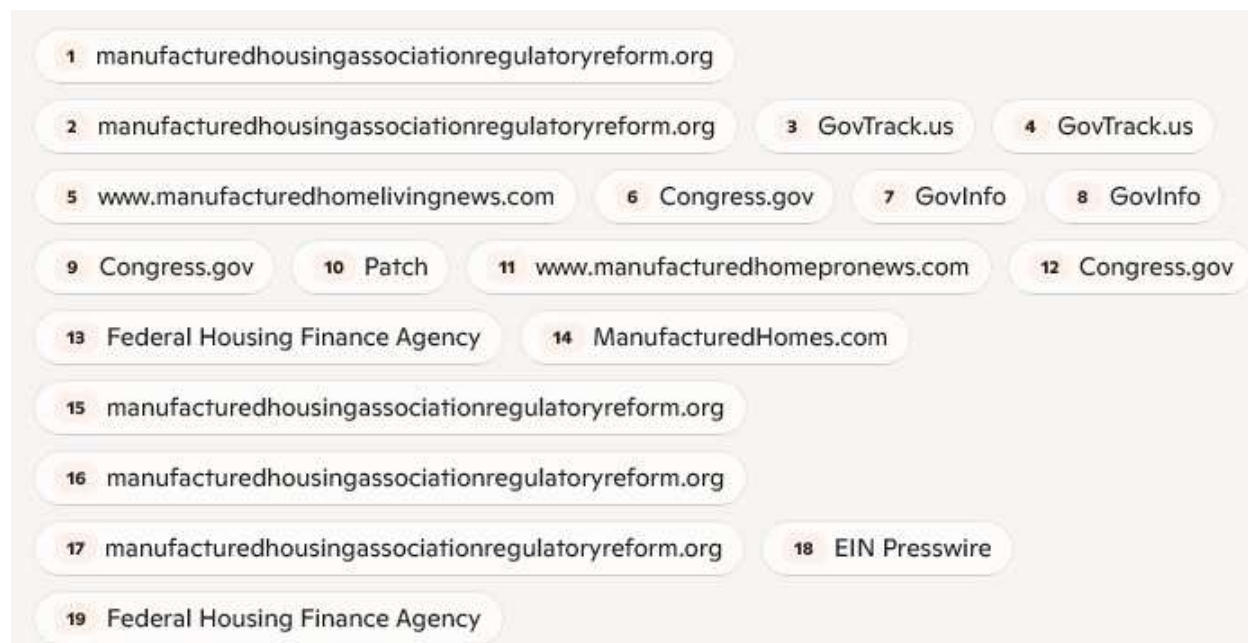 1 manufacturedhousingassociationregulatoryreform.org
2 manufacturedhousingassociationregulatoryreform.org 3 GovTrack.us 4 GovTrack.us
5 www.manufacturedhomelivingnews.com 6 Congress.gov 7 GovInfo 8 GovInfo
9 Congress.gov 10 Patch 11 www.manufacturedhomepronews.com 12 Congress.gov
13 Federal Housing Finance Agency 14 ManufacturedHomes.com
15 manufacturedhousingassociationregulatoryreform.org
16 manufacturedhousingassociationregulatoryreform.org
17 manufacturedhousingassociationregulatoryreform.org 18 EIN Presswire
19 Federal Housing Finance Agency